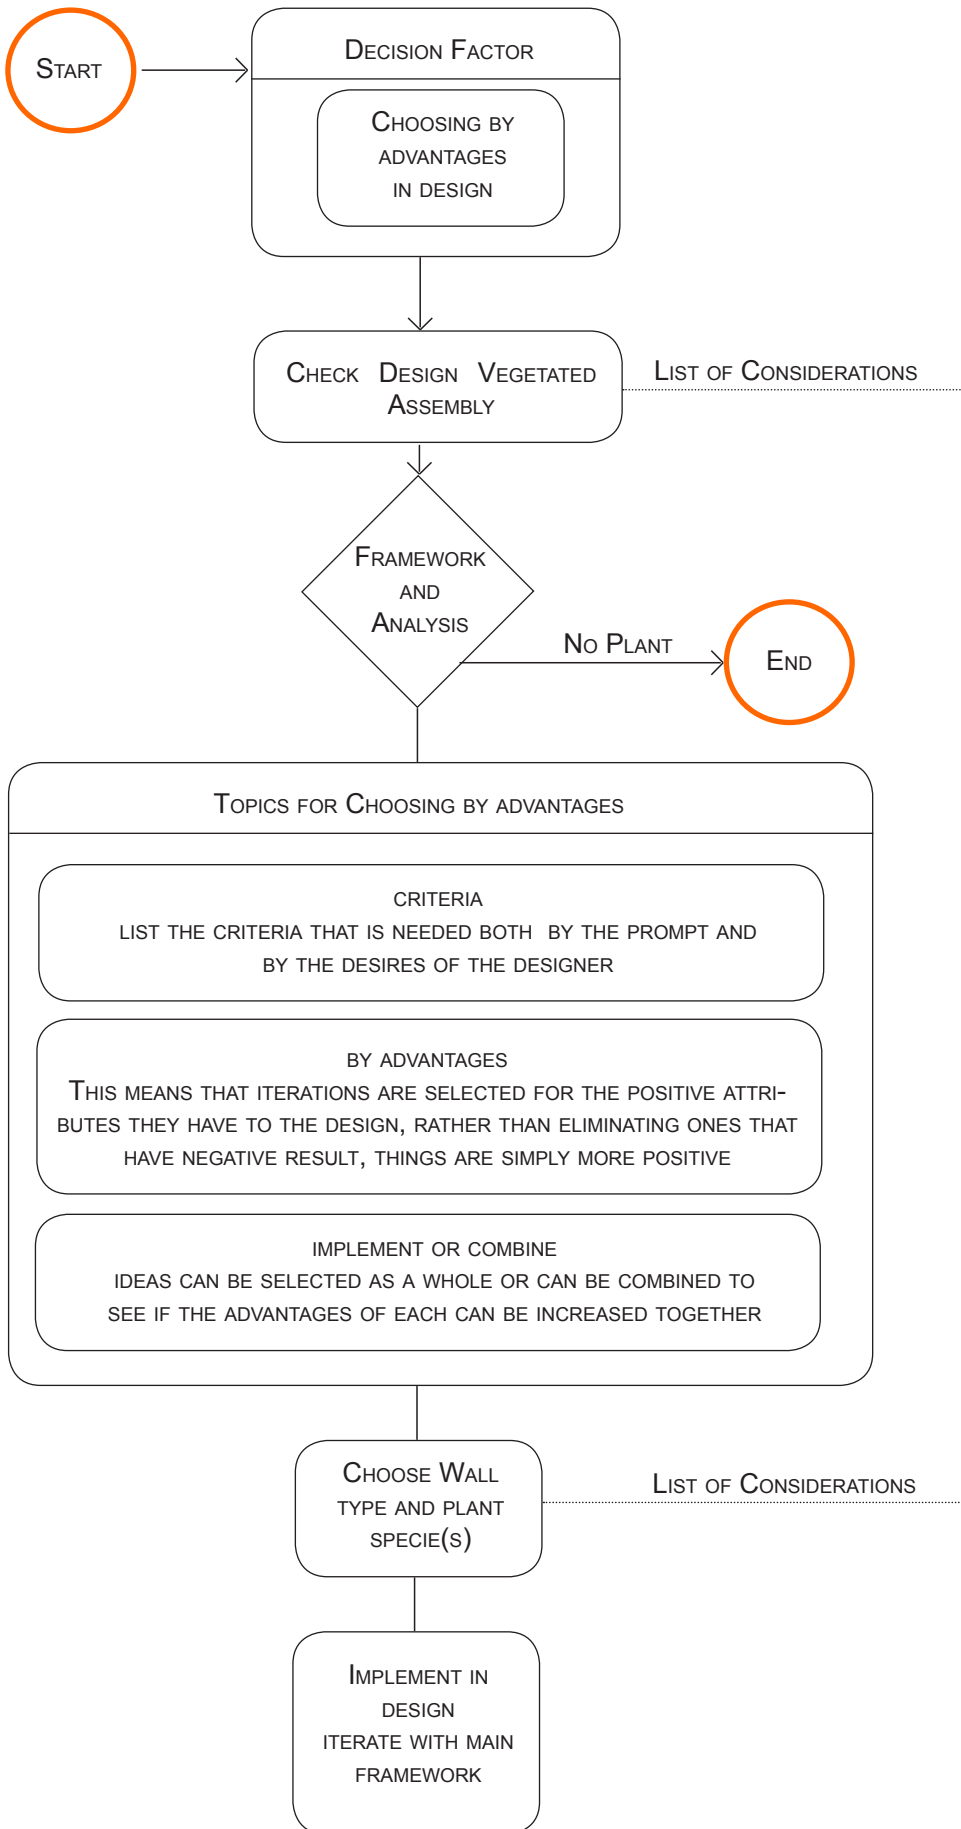 Start
Decision Factor
Choosing by
advantages
in design
Check Design Vegetated
Assembly
List of Considerations
Framework
and
Analysis
No Plant
End
Topics for Choosing by advantages
criteria
list the criteria that is needed both by the prompt and
by the desires of the designer
by advantages
This means that iterations are selected for the positive attri-
butes they have to the design, rather than eliminating ones that
have negative result, things are simply more positive
implement or combine
ideas can be selected as a whole or can be combined to
see if the advantages of each can be increased together
Choose Wall
type and plant
specie(s)
List of Considerations
Implement in
design
iterate with main
framework